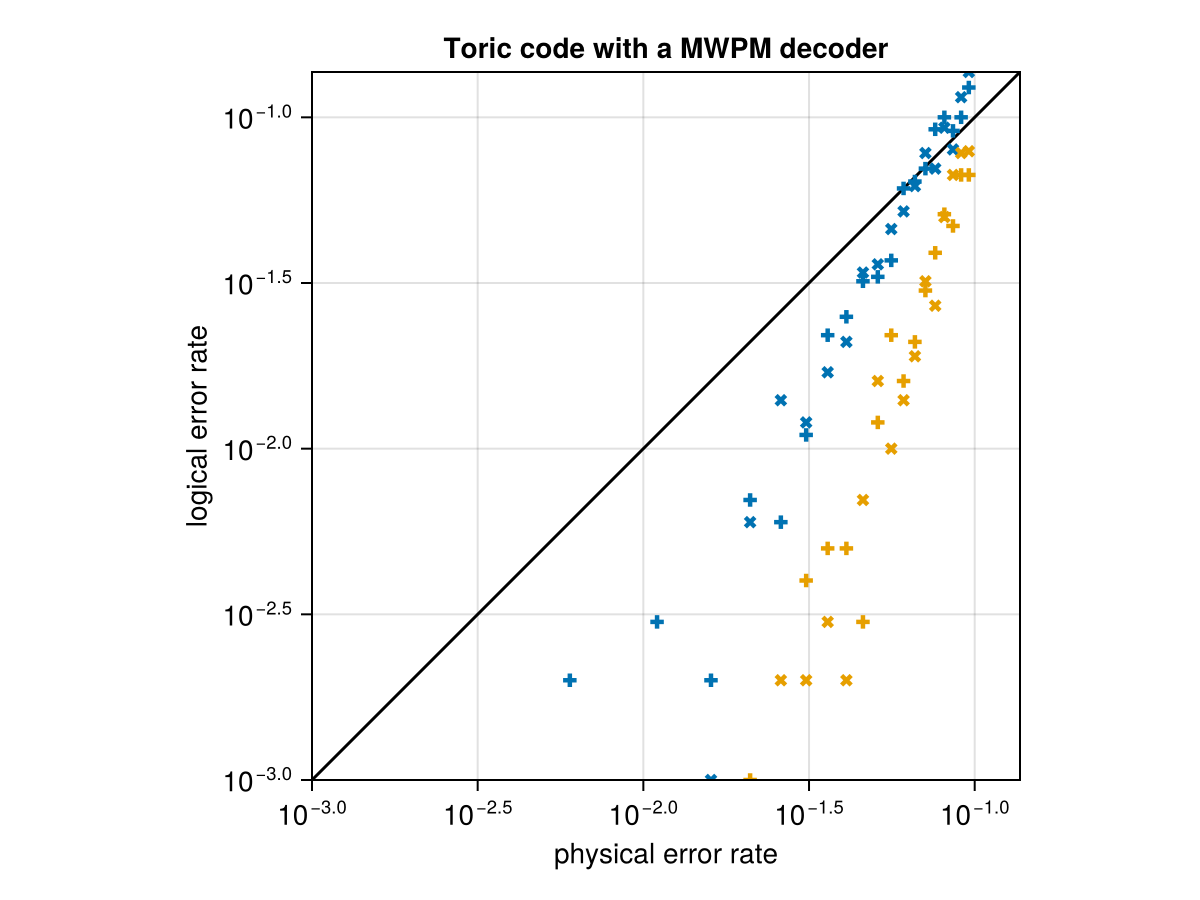 Toric code with a MWPM decoder
10^−1.0
10^−1.5
10^−2.0
10^−2.5
10^−3.0
logical error rate
10^−3.0 10^−2.5 10^−2.0 10^−1.5 10^−1.0
physical error rate